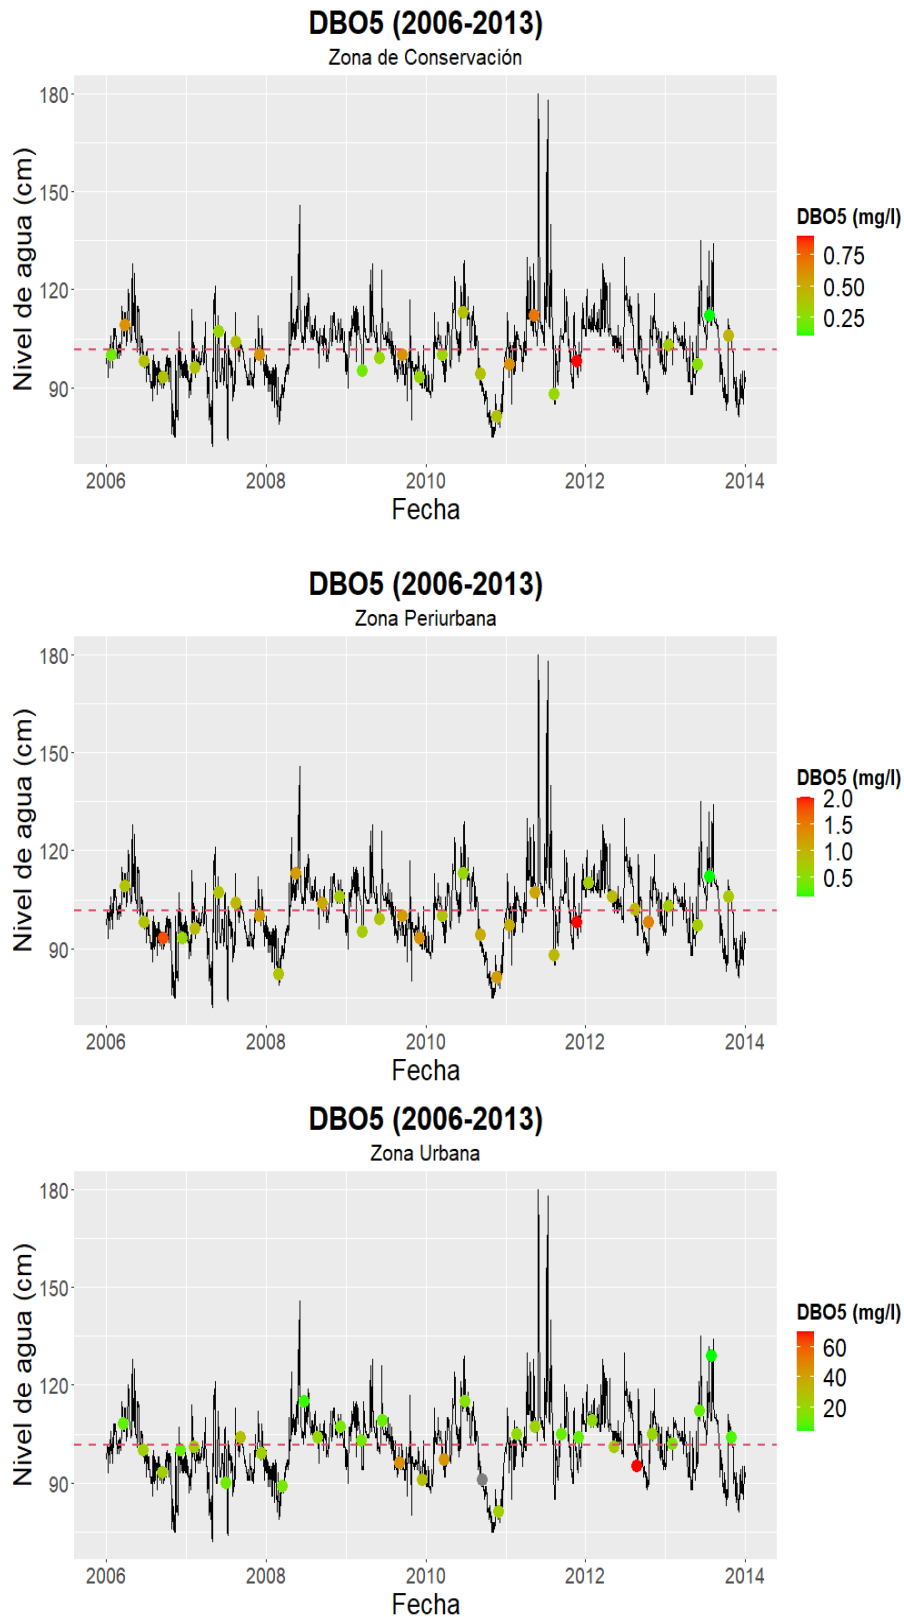 DBO5 (2006-2013)
Zona de Conservación
Nivel de agua (cm)
180
150
120
90
2006 2008 2010 2012 2014
Fecha
DBO5 (mg/l)
0.75
0.50
0.25
DBO5 (2006-2013)
Zona Periurbana
Nivel de agua (cm)
180
150
120
90
2006 2008 2010 2012 2014
Fecha
DBO5 (mg/l)
2.0
1.5
1.0
0.5
DBO5 (2006-2013)
Zona Urbana
Nivel de agua (cm)
180
150
120
90
2006 2008 2010 2012 2014
Fecha
DBO5 (mg/l)
60
40
20